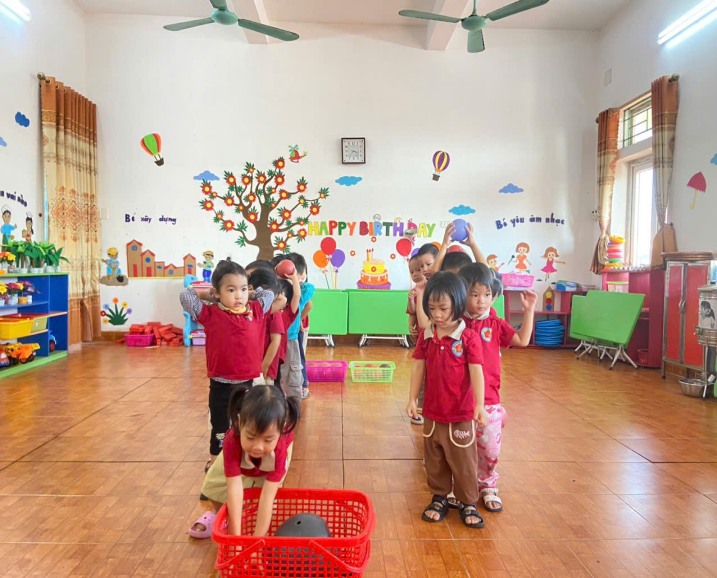 Bé xây dựng
HAPPY BIRTHDAY
Bé yêu âm nhạc